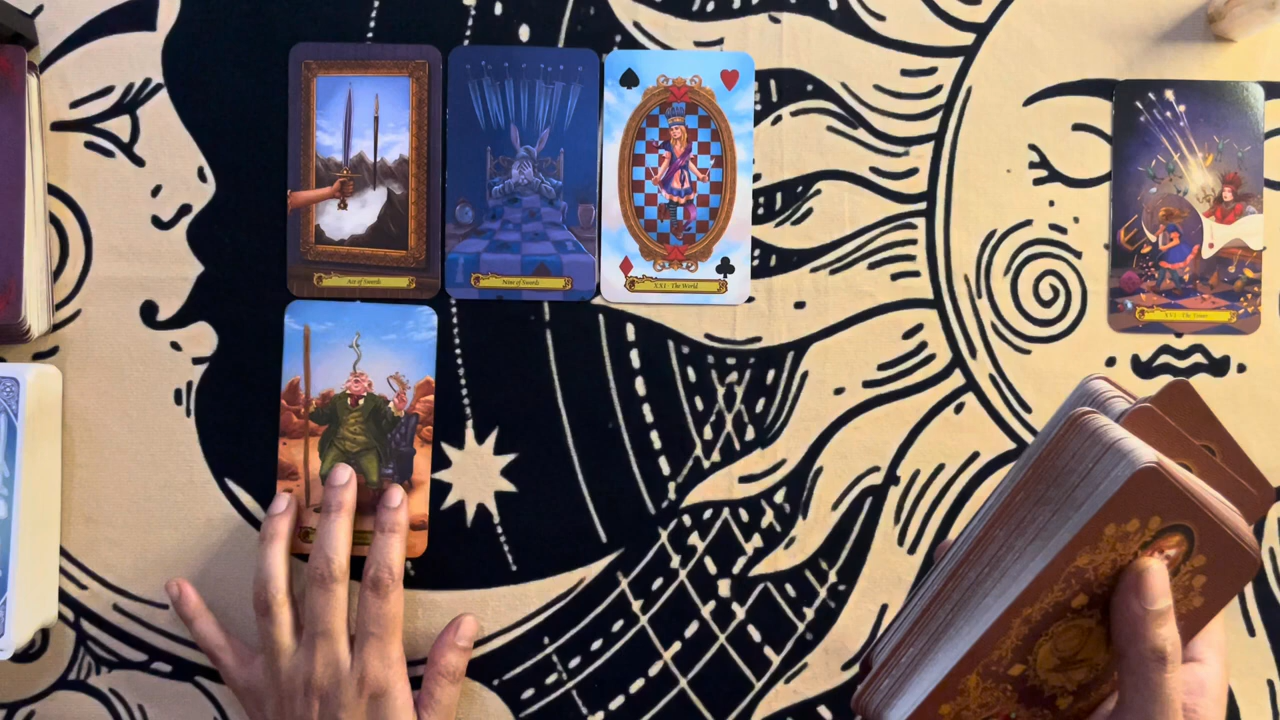 Ace of Swords
Nine of Swords
XXI - The World
XVI - The Tower